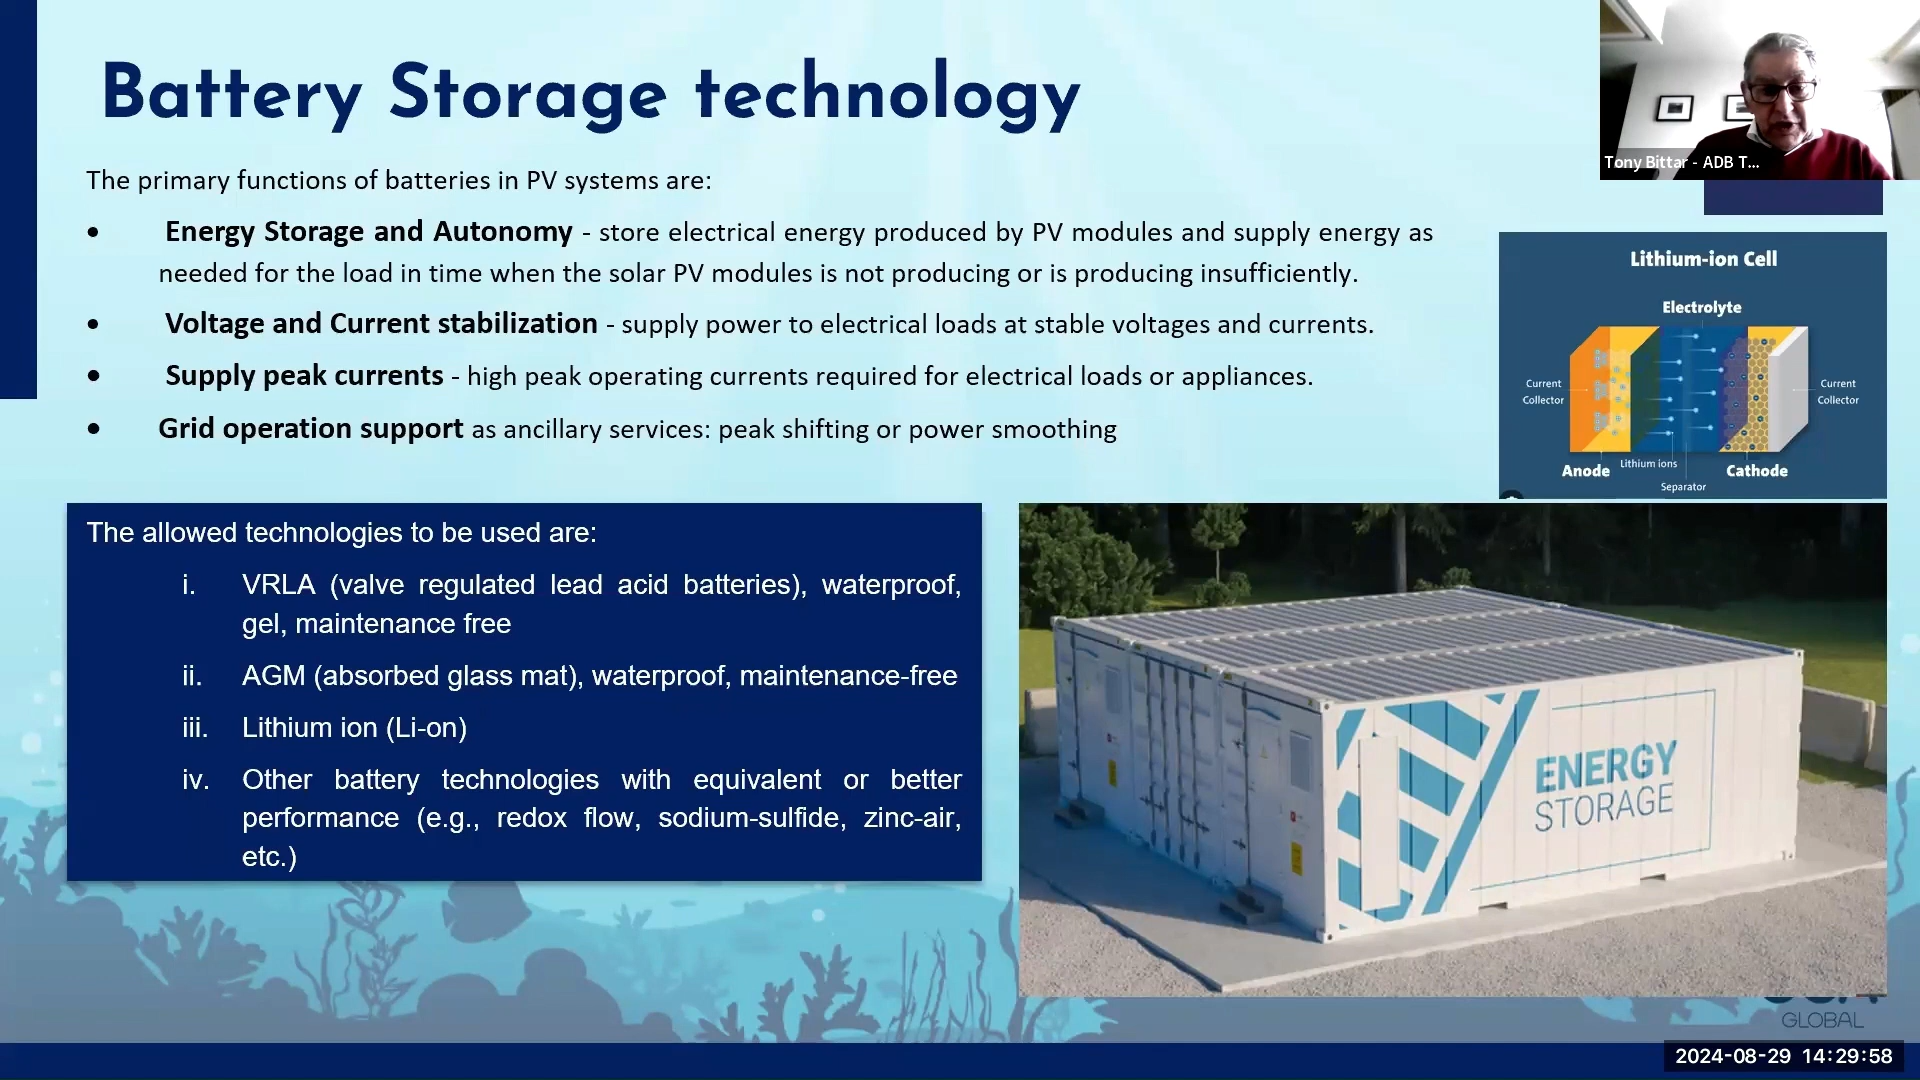 Battery Storage technology
Tony Bittar - ADB T...
The primary functions of batteries in PV systems are:
• Energy Storage and Autonomy - store electrical energy produced by PV modules and supply energy as
needed for the load in time when the solar PV modules is not producing or is producing insufficiently.
• Voltage and Current stabilization - supply power to electrical loads at stable voltages and currents.
• Supply peak currents - high peak operating currents required for electrical loads or appliances.
• Grid operation support as ancillary services: peak shifting or power smoothing
Lithium-ion Cell
Electrolyte
Current
Collector
Current
Collector
Anode
Lithium ions
Cathode
Separator
The allowed technologies to be used are:
i. VRLA (valve regulated lead acid batteries), waterproof,
gel, maintenance free
ii. AGM (absorbed glass mat), waterproof, maintenance-free
iii. Lithium ion (Li-on)
iv. Other battery technologies with equivalent or better
performance (e.g., redox flow, sodium-sulfide, zinc-air,
etc.)
ENERGY
STORAGE
GLOBAL
2024-08-29 14:29:58